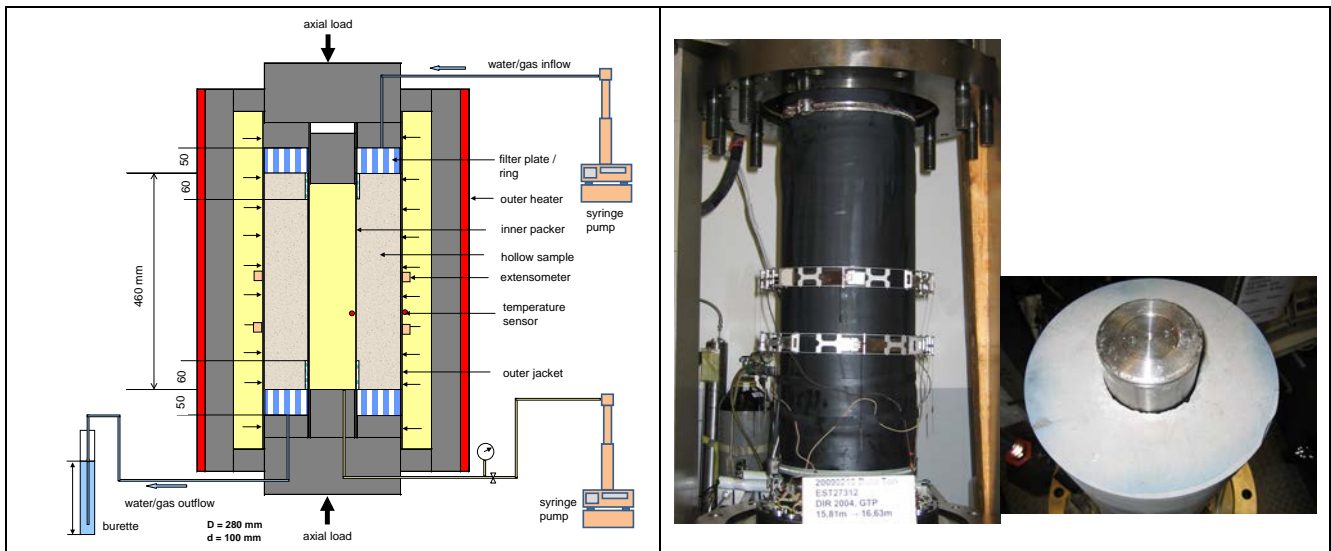 axial load
water/gas inflow
50
60
460 mm
60
50
filter plate /
ring
outer heater
syringe
pump
inner packer
hollow sample
extensometer
temperature
sensor
outer jacket
water/gas outflow
burette
D = 280 mm
d = 100 mm
axial load
syringe
pump
EST27312
DIR 2004, GTP
15,81m → 16,63m